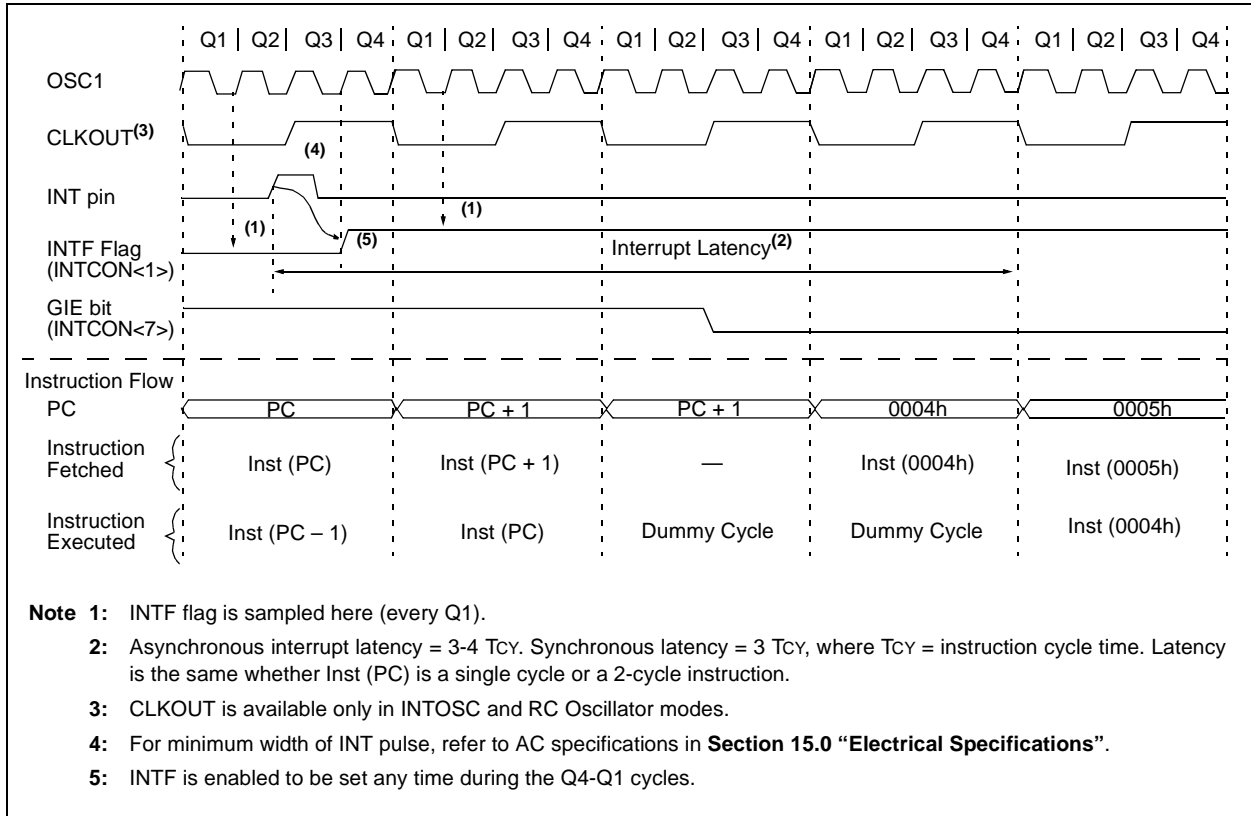 Q1 | Q2 | Q3 | Q4 Q1 | Q2 | Q3 | Q4 Q1 | Q2 | Q3 | Q4 Q1 | Q2 | Q3 | Q4 Q1 | Q2 | Q3 | Q4
OSC1
CLKOUT(3)
(4)
INT pin
(1) (1)
INTF Flag
(INTCON<1>)
(5)
Interrupt Latency(2)
GIE bit
(INTCON<7>)
Instruction Flow
PC PC PC + 1 PC + 1 0004h 0005h
Instruction
Fetched
Inst (PC) Inst (PC + 1) — Inst (0004h) Inst (0005h)
Instruction
Executed
Inst (PC – 1) Inst (PC) Dummy Cycle Dummy Cycle Inst (0004h)
Note 1: INTF flag is sampled here (every Q1).
2: Asynchronous interrupt latency = 3-4 TCY. Synchronous latency = 3 TCY, where TCY = instruction cycle time. Latency
is the same whether Inst (PC) is a single cycle or a 2-cycle instruction.
3: CLKOUT is available only in INTOSC and RC Oscillator modes.
4: For minimum width of INT pulse, refer to AC specifications in Section 15.0 “Electrical Specifications”.
5: INTF is enabled to be set any time during the Q4-Q1 cycles.